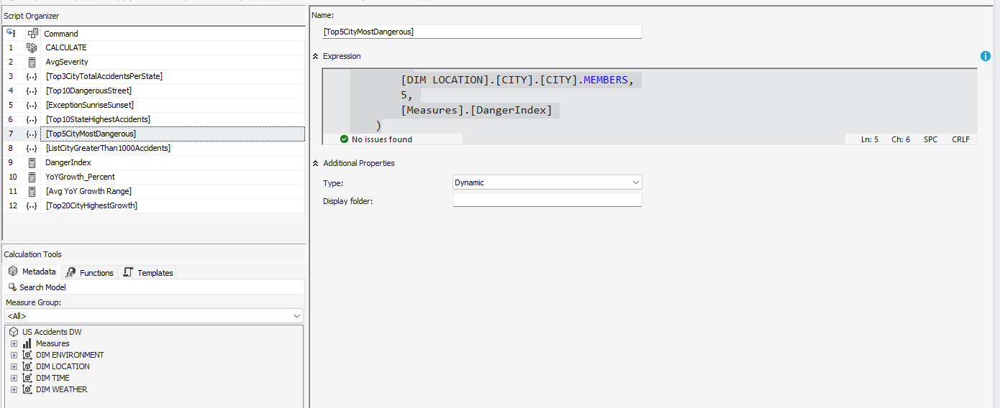 Script Organizer
Command
1 CALCULATE
2 AvgSeverity
3 {..} [Top3CityTotalAccidentsPerState]
4 {..} [Top10DangerousStreet]
5 {..} [ExceptionSunriseSunset]
6 {..} [Top10StateHighestAccidents]
7 {..} [Top5CityMostDangerous]
8 {..} [ListCityGreaterThan1000Accidents]
9 DangerIndex
10 YoYGrowth_Percent
11 [Avg YoY Growth Range]
12 {..} [Top20CityHighestGrowth]
Calculation Tools
Metadata Functions Templates
Search Model
Measure Group:
<All>
US Accidents DW
Measures
DIM ENVIRONMENT
DIM LOCATION
DIM TIME
DIM WEATHER
Name:
[Top5CityMostDangerous]
Expression
[DIM LOCATION].[CITY].[CITY].MEMBERS,
5,
[Measures].[DangerIndex]
)
No issues found Ln: 5 Ch: 6 SPC CRLF
Additional Properties
Type: Dynamic
Display folder: